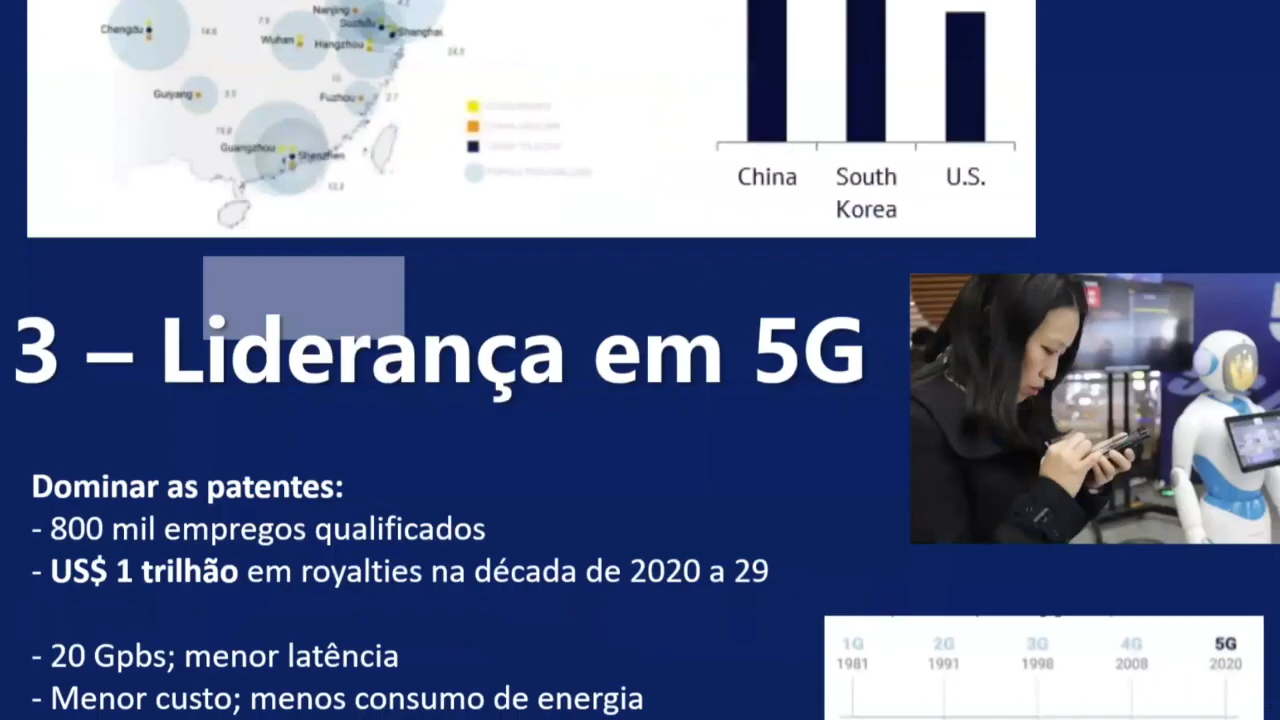 Nanjing
Suzhou
Shanghai
Chengdu
Wuhan
Hangzhou
Guiyang
Fuzhou
Guangzhou
Shenzhen
China
South
Korea
U.S.
3 – Liderança em 5G
Dominar as patentes:
- 800 mil empregos qualificados
- US$ 1 trilhão em royalties na década de 2020 a 29
- 20 Gpbs; menor latência
- Menor custo; menos consumo de energia
1G 2G 3G 4G 5G
1981 1991 1998 2008 2020